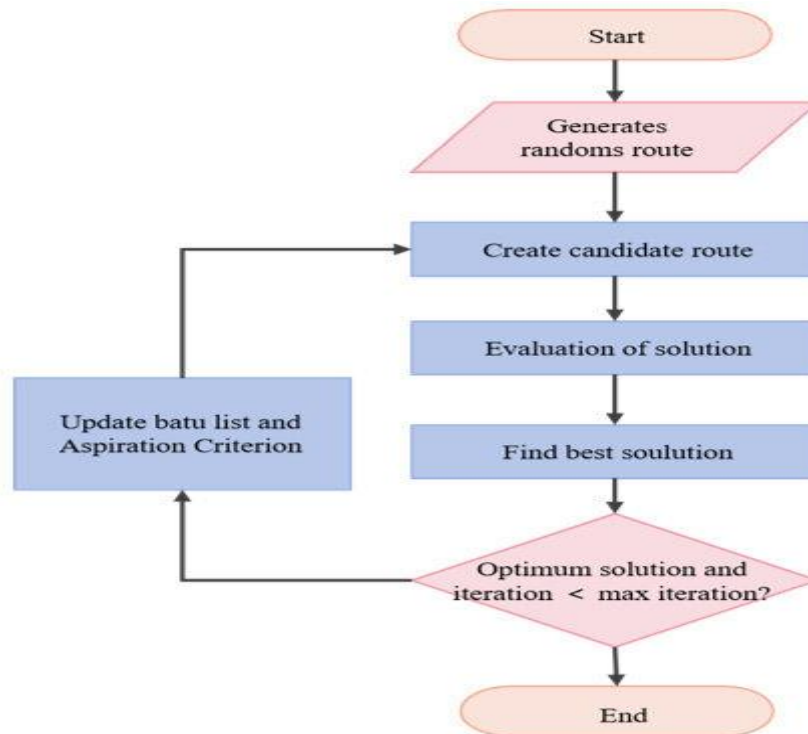 Start
Generates
randoms route
Create candidate route
Evaluation of solution
Update batu list and
Aspiration Criterion
Find best soulution
Optimum solution and
iteration < max iteration?
End